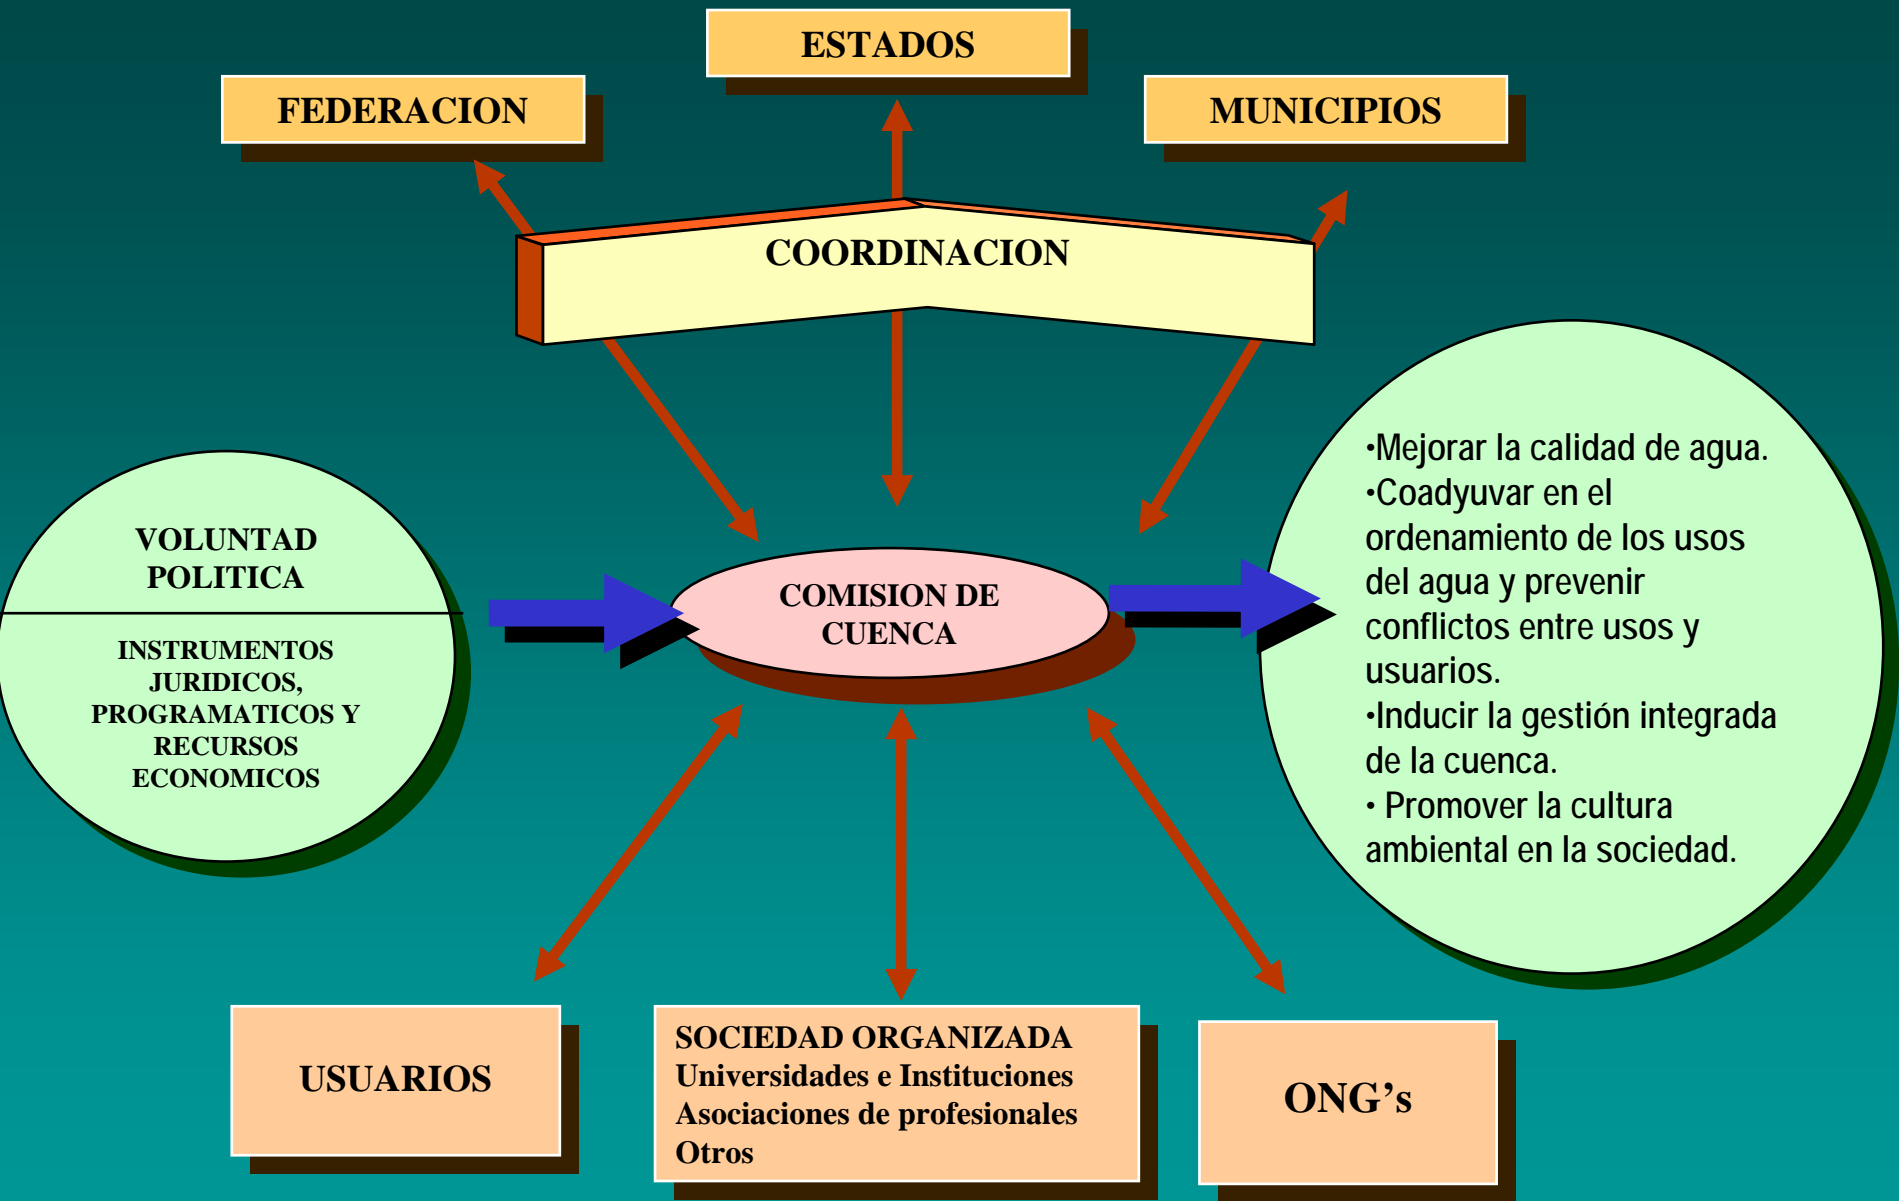 ESTADOS
FEDERACION
MUNICIPIOS
COORDINACION
VOLUNTAD
POLITICA
INSTRUMENTOS
JURIDICOS,
PROGRAMATICOS Y
RECURSOS
ECONOMICOS
COMISION DE
CUENCA
•Mejorar la calidad de agua.
•Coadyuvar en el
ordenamiento de los usos
del agua y prevenir
conflictos entre usos y
usuarios.
•Inducir la gestión integrada
de la cuenca.
• Promover la cultura
ambiental en la sociedad.
USUARIOS
SOCIEDAD ORGANIZADA
Universidades e Instituciones
Asociaciones de profesionales
Otros
ONG’s